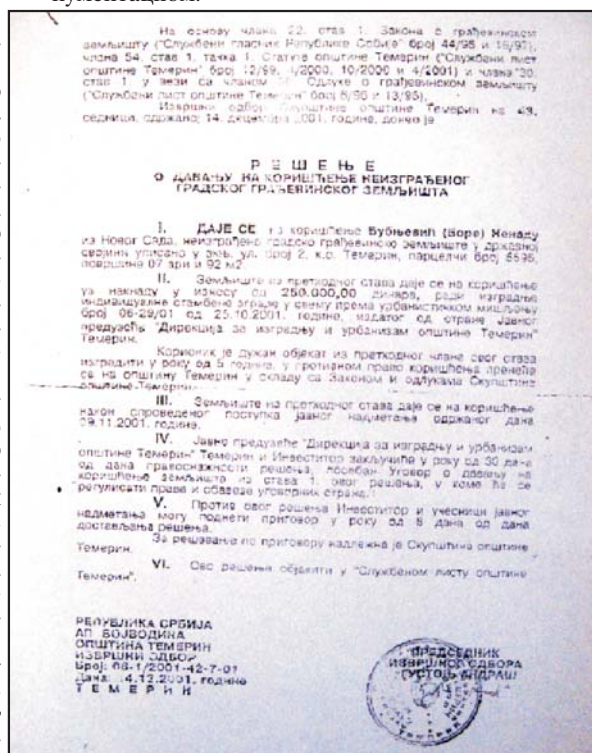 кументацијом.
На основу члана 22. став 1. Закона о грађевинском
земљишту ("Службени гласник Републике Србије" број 44/95 и 16/97),
члана 54. став 1. тачка 1. Статута општине Темерин ("Службени лист
општине Темерин" број 12/99, 1/2000, 10/2000 и 4/2001) и члана 30.
став 1. у вези са чланом Одлуке о грађевинском земљишту
("Службени лист општине Темерин" број 8/96 и 13/95),
Извршни одбор Скупштине општине Темерин на 43.
седници, одржаној 14. децембра 2001. године, донео је
РЕШЕЊЕ
О ДАВАЊУ НА КОРИШЋЕЊЕ НЕИЗГРАЂЕНОГ
ГРАДСКОГ ГРАЂЕВИНСКОГ ЗЕМЉИШТА
I. ДАЈЕ СЕ на коришћење Бубњевић (Боре) Ненаду
из Новог Сада, неизграђено градско грађевинско земљиште у државној
својини уписано у зкњ. ул. број 2, к.о. Темерин, парцелни број 5595,
површине 07 ари и 92 м2.
II. Земљиште из претходног става даје се на коришћење
уз накнаду у износу од 250.000,00 динара, ради изградње
индивидуалне стамбене зграде у свему према урбанистичком мишљењу
број 06-29/01 од 25.10.2001. године, издатог од стране Јавног
предузећа "Дирекција за изградњу и урбанизам општине Темерин"
Темерин.
Корисник је дужан објекат из претходног члана овог става
изградити у року од 5 година, у противном право коришћења прелази
се на општину Темерин у складу са Законом и одлукама Скупштине
општине Темерин.
III. Земљиште из претходног става даје се на коришћење
након спроведеног поступка јавног надметања одржаног дана
09.11.2001. године.
IV. Јавно предузеће "Дирекција за изградњу и урбанизам
општине Темерин" Темерин и Инвеститор закључиће у року од 30 дана
од дана правоснажности решења, посебан Уговор о давању на
коришћење земљишта из става 1. овог решења, у коме ће се
регулисати права и обавезе уговорних страна.
V. Против овог решења Инвеститор и учесници јавног
надметања могу поднети приговор у року од 8 дана од дана
достављања решења.
За решавање по приговору надлежна је Скупштина општине
Темерин.
VI. Ово решење објавити у "Службеном листу општине
Темерин".
РЕПУБЛИКА СРБИЈА
АП ВОЈВОДИНА
ОПШТИНА ТЕМЕРИН
ИЗВРШНИ ОДБОР
Број: 06-1/2001-42-7-01
Дана: 14.12.2001. године
ТЕМЕРИН
ПРЕДСЕДНИК
ИЗВРШНОГ ОДБОРА
ГУСТОЊ АНДРАШ